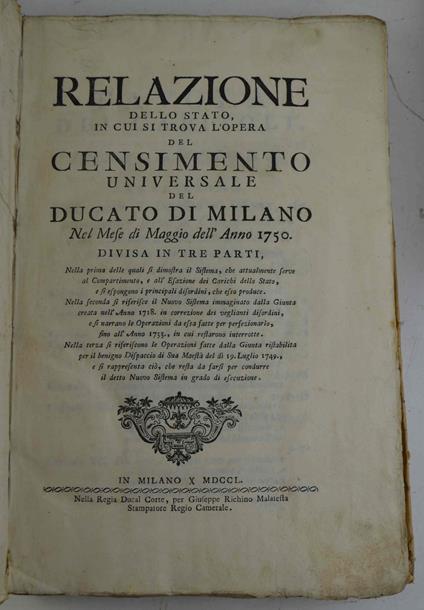 RELAZIONE
DELLO STATO,
IN CUI SI TROVA L'OPERA
DEL
CENSIMENTO
UNIVERSALE
DEL
DUCATO DI MILANO
Nel Mese di Maggio dell' Anno 1750.
DIVISA IN TRE PARTI,
Nella prima delle quali si dimostra il Sistema, che attualmente serve
al Compartimento, e all' Esazione dei Carichi dello Stato,
e si espongono i principali disordini, che esso produce.
Nella seconda si riferisce il Nuovo Sistema immaginato dalla Giunta
creata nell' Anno 1718. in correzione dei veglianti disordini,
e si narrano le Operazioni da essa fatte per perfezionarlo,
fino all' Anno 1733., in cui restarono interrotte.
Nella terza si riferiscono le Operazioni fatte dalla Giunta ristabilita
per il benigno Dispaccio di Sua Maestà del dì 19. Luglio 1749.,
e si rappresenta ciò, che resta da farsi per condurre
il detto Nuovo Sistema in grado di esecuzione.
IN MILANO X MDCCL.
Nella Regia Ducal Corte, per Giuseppe Richino Malatesta
Stampatore Regio Camerale.